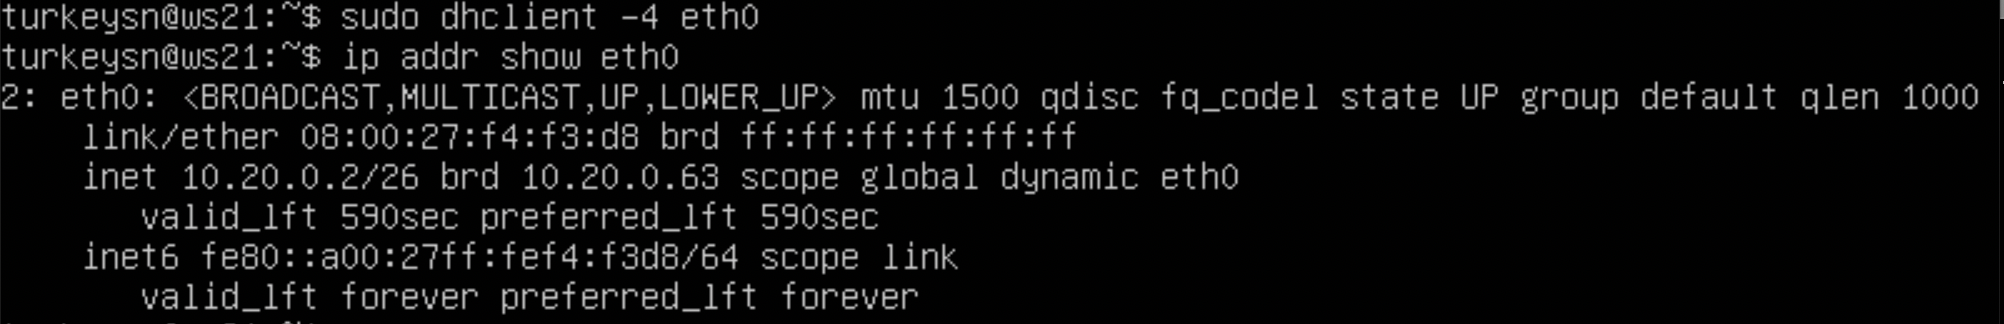 turkeysn@ws21:~$ sudo dhclient -4 eth0
turkeysn@ws21:~$ ip addr show eth0
2: eth0: <BROADCAST,MULTICAST,UP,LOWER_UP> mtu 1500 qdisc fq_codel state UP group default qlen 1000
link/ether 08:00:27:f4:f3:d8 brd ff:ff:ff:ff:ff:ff
inet 10.20.0.2/26 brd 10.20.0.63 scope global dynamic eth0
valid_lft 590sec preferred_lft 590sec
inet6 fe80::a00:27ff:fef4:f3d8/64 scope link
valid_lft forever preferred_lft forever